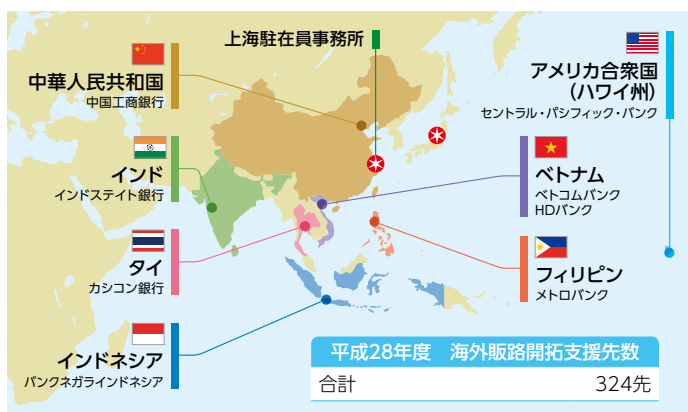 上海駐在員事務所
中華人民共和国
中国工商銀行
インド
インドステイト銀行
タイ
カシコン銀行
インドネシア
バンクネガラインドネシア
アメリカ合衆国
（ハワイ州）
セントラル・パシフィック・バンク
ベトナム
ベトコムバンク
HDバンク
フィリピン
メトロバンク
平成28年度　海外販路開拓支援先数
合計　324先